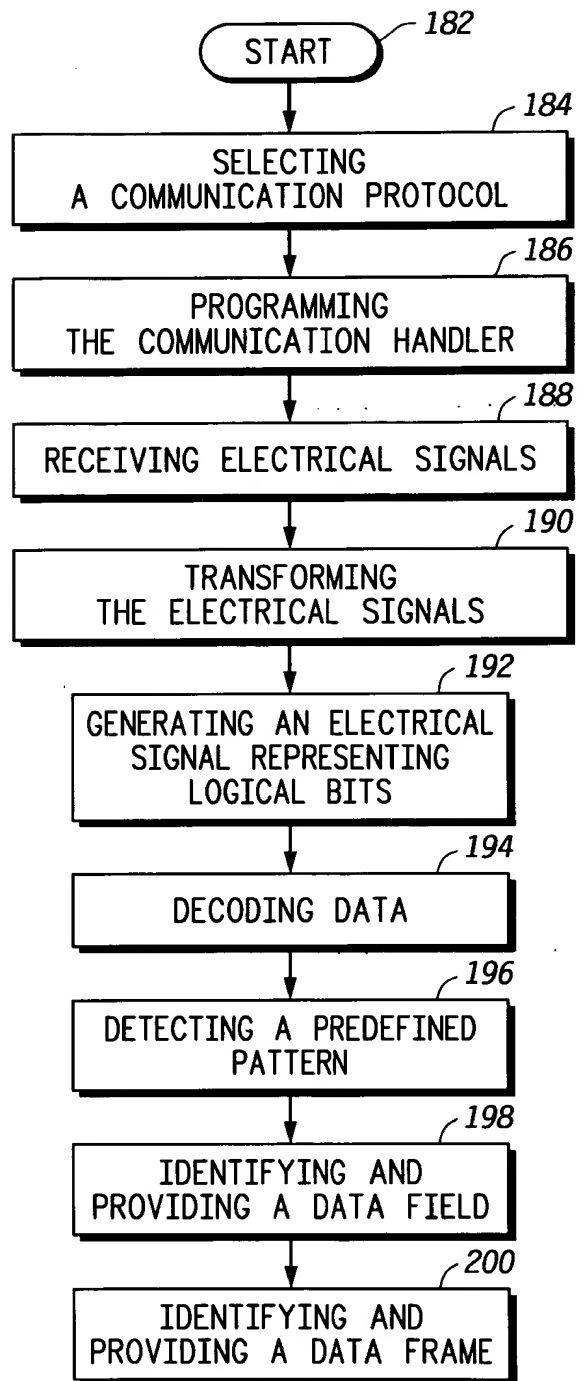 182
START
184
SELECTING
A COMMUNICATION PROTOCOL
186
PROGRAMMING
THE COMMUNICATION HANDLER
188
RECEIVING ELECTRICAL SIGNALS
190
TRANSFORMING
THE ELECTRICAL SIGNALS
192
GENERATING AN ELECTRICAL
SIGNAL REPRESENTING
LOGICAL BITS
194
DECODING DATA
196
DETECTING A PREDEFINED
PATTERN
198
IDENTIFYING AND
PROVIDING A DATA FIELD
200
IDENTIFYING AND
PROVIDING A DATA FRAME